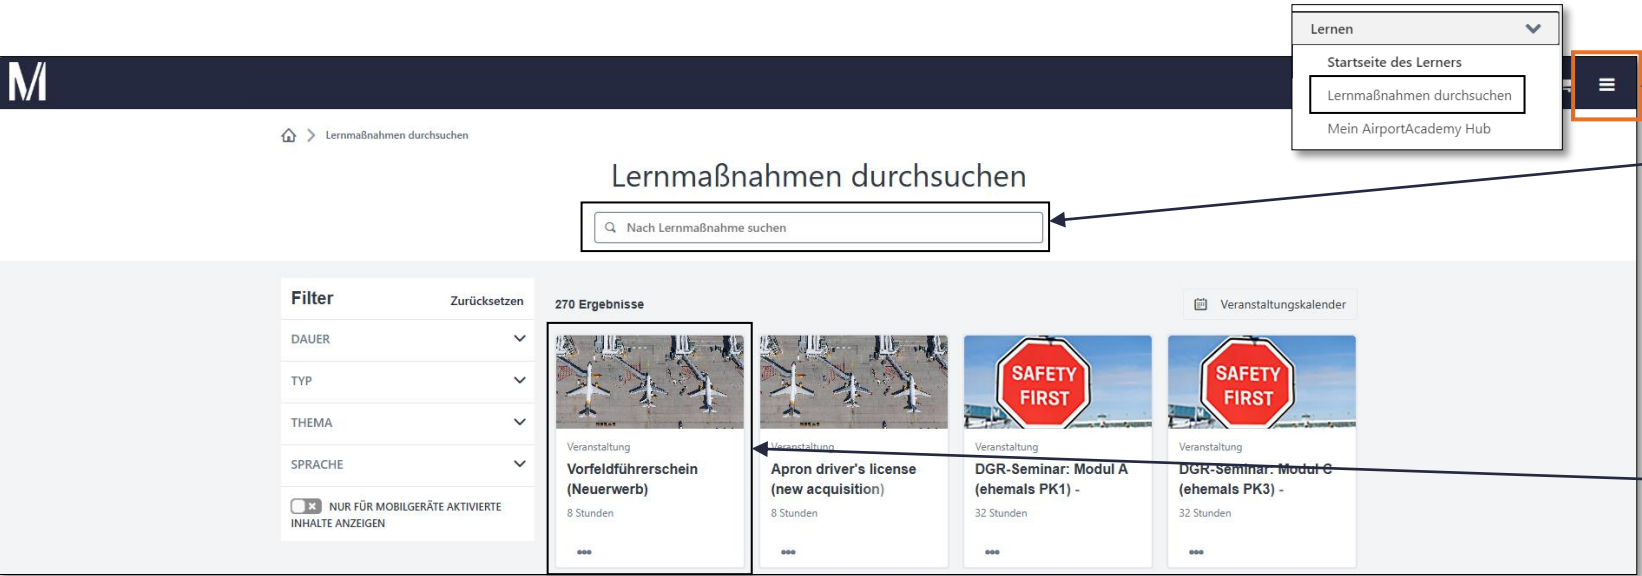 Lernen
Startseite des Lerners
Lernmaßnahmen durchsuchen
Mein AirportAcademy Hub
M
Lernmaßnahmen durchsuchen
Lernmaßnahmen durchsuchen
Nach Lernmaßnahme suchen
Filter
Zurücksetzen
DAUER
TYP
THEMA
SPRACHE
NUR FÜR MOBILGERÄTE AKTIVIERTE
INHALTE ANZEIGEN
270 Ergebnisse
Veranstaltungskalender
Veranstaltung
Vorfeldführerschein
(Neuerwerb)
8 Stunden
Veranstaltung
Apron driver's license
(new acquisition)
8 Stunden
SAFETY
FIRST
Veranstaltung
DGR-Seminar: Modul A
(ehemals PK1) -
32 Stunden
SAFETY
FIRST
Veranstaltung
DGR-Seminar: Modul C
(ehemals PK3) -
32 Stunden